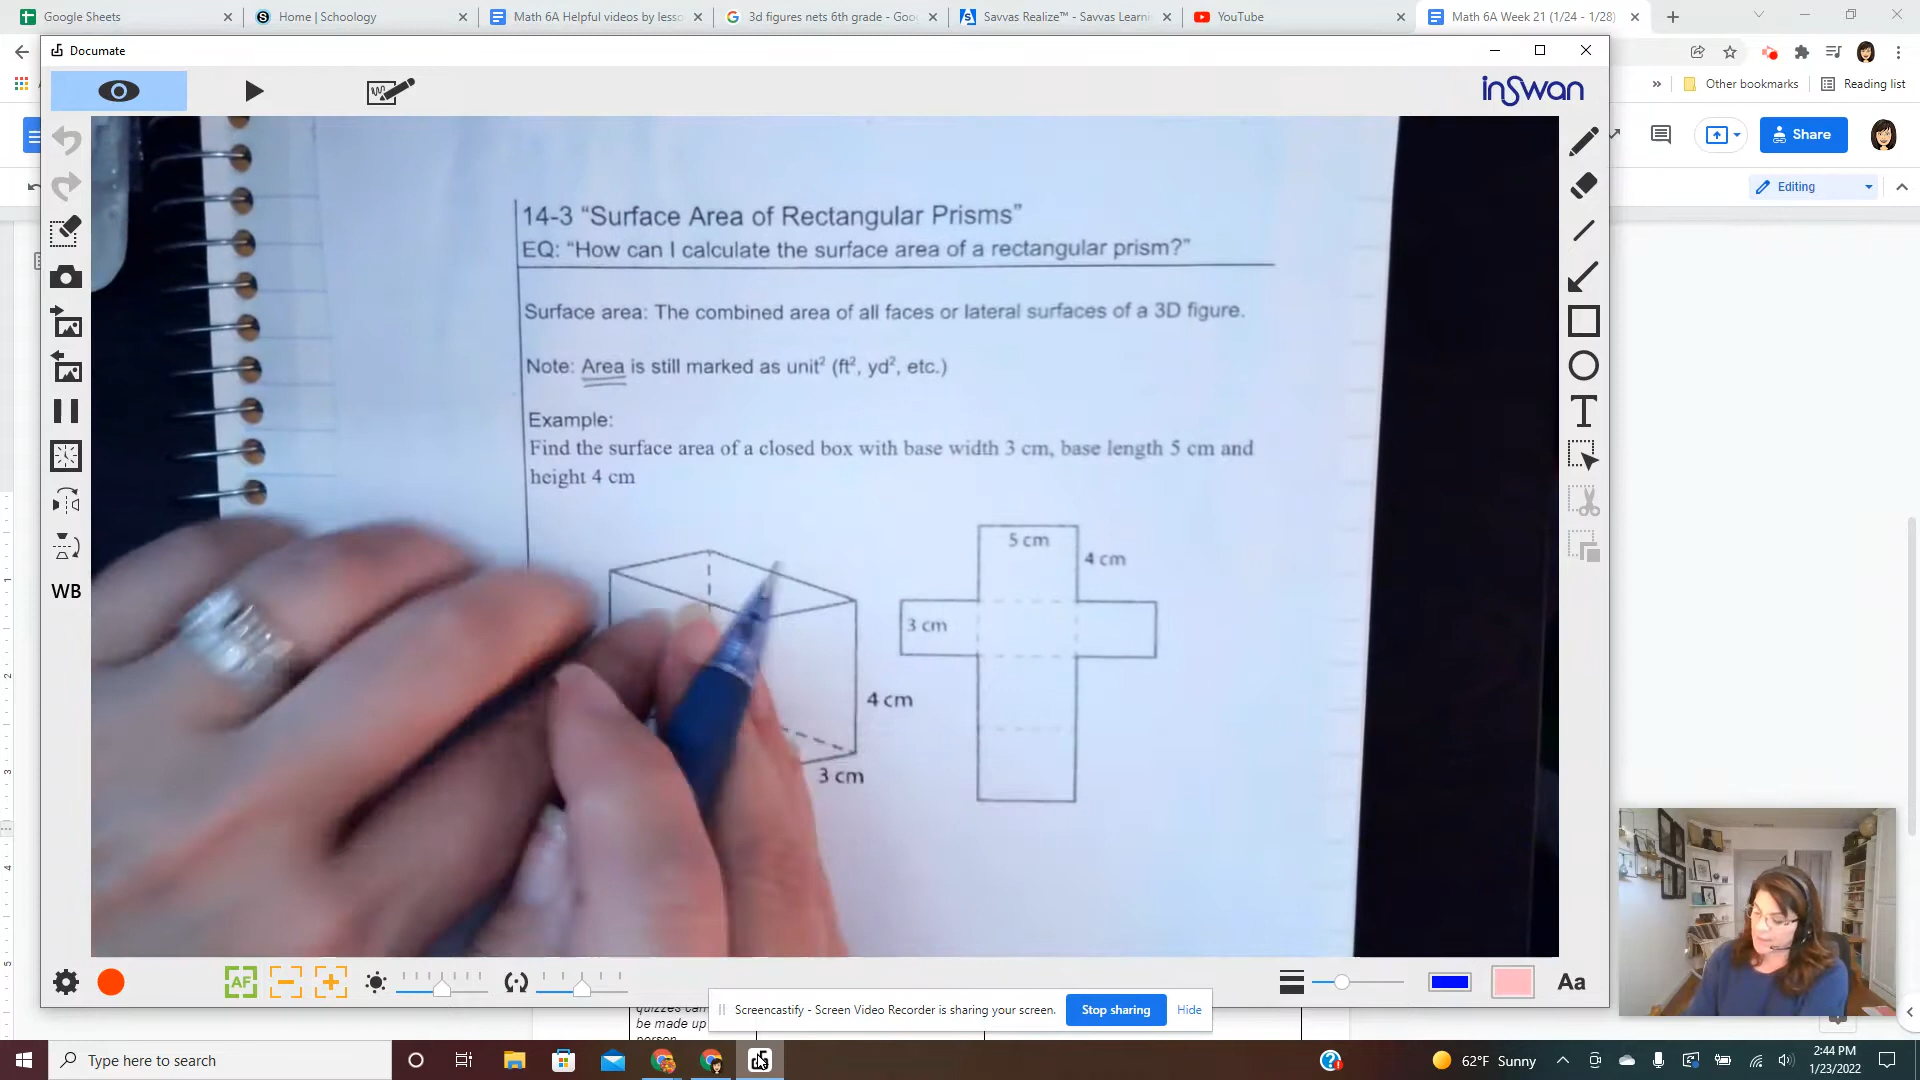 Google Sheets
Home | Schoology
Math 6A Helpful videos by lesso
3d figures nets 6th grade - Goo
Savvas Realize™ - Savvas Learni
YouTube
Math 6A Week 21 (1/24 - 1/28)
Documate
inswan
Other bookmarks
Reading list
Share
Editing
WB
14-3 “Surface Area of Rectangular Prisms”
EQ: “How can I calculate the surface area of a rectangular prism?”
Surface area: The combined area of all faces or lateral surfaces of a 3D figure.
Note: Area is still marked as unit² (ft², yd², etc.)
Example:
Find the surface area of a closed box with base width 3 cm, base length 5 cm and
height 4 cm
5 cm
4 cm
3 cm
4 cm
3 cm
AF
Aa
Screencastify - Screen Video Recorder is sharing your screen.
Stop sharing
Hide
quizzes can
be made up
person
Type here to search
62°F Sunny
2:44 PM
1/23/2022